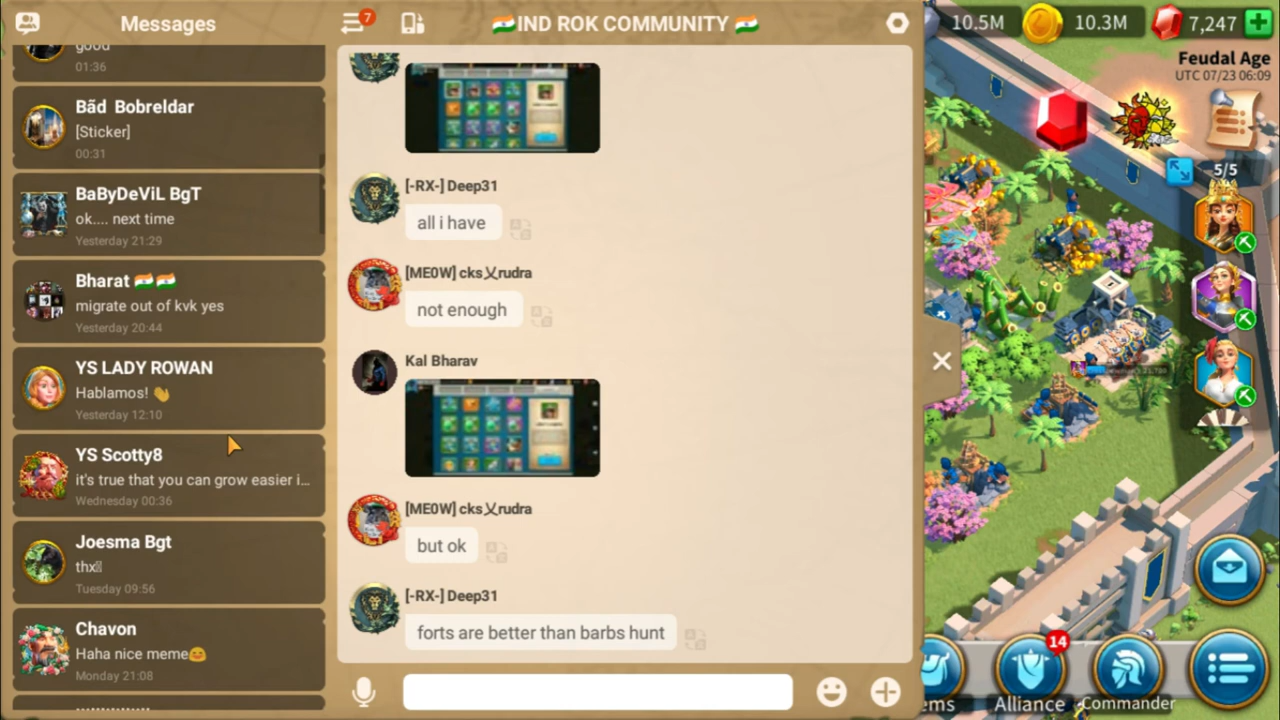 Messages
7
🇮🇳IND ROK COMMUNITY 🇮🇳
10.5M
10.3M
7,247
Feudal Age
UTC 07/23 06:09
5/5
good
01:36
Bãd Bobreldar
[Sticker]
00:31
BaByDeViL BgT
ok.... next time
Yesterday 21:29
Bharat 🇮🇳🇮🇳
migrate out of kvk yes
Yesterday 20:44
YS LADY ROWAN
Hablamos! 👏
Yesterday 12:10
YS Scotty8
it's true that you can grow easier i...
Wednesday 00:36
Joesma Bgt
thx
Tuesday 09:56
Chavon
Haha nice meme😄
Monday 21:08
[-RX-] Deep31
all i have
[ME0W] cks乂rudra
not enough
Kal Bharav
[ME0W] cks乂rudra
but ok
[-RX-] Deep31
forts are better than barbs hunt
14
ems
Alliance
Commander